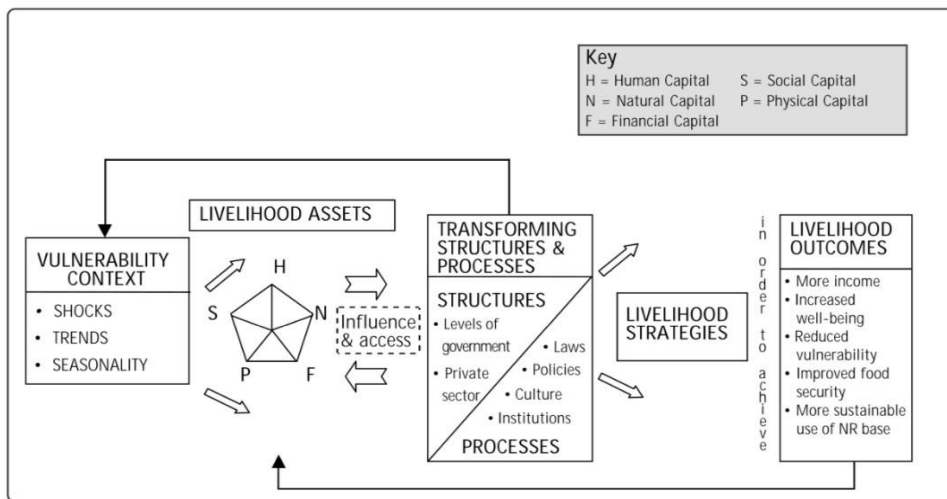 Key
H = Human Capital S = Social Capital
N = Natural Capital P = Physical Capital
F = Financial Capital
LIVELIHOOD ASSETS
VULNERABILITY
CONTEXT
• SHOCKS
• TRENDS
• SEASONALITY
H
S
N
P
F
Influence
& access
TRANSFORMING
STRUCTURES &
PROCESSES
STRUCTURES
• Levels of
government
• Private
sector
• Laws
• Policies
• Culture
• Institutions
PROCESSES
LIVELIHOOD
STRATEGIES
in order to achieve
LIVELIHOOD
OUTCOMES
• More income
• Increased
well-being
• Reduced
vulnerability
• Improved food
security
• More sustainable
use of NR base